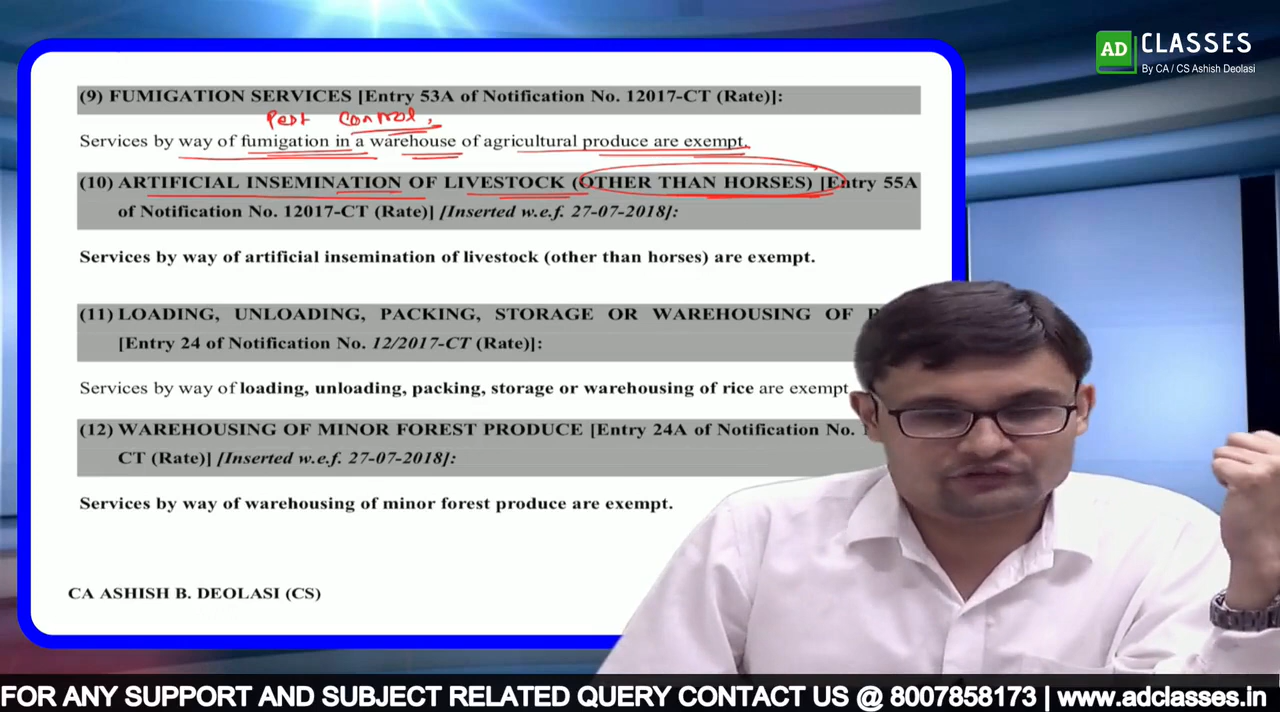 AD CLASSES
By CA / CS Ashish Deolasi
(9) FUMIGATION SERVICES [Entry 53A of Notification No. 12017-CT (Rate)]:
Pest Control,
Services by way of fumigation in a warehouse of agricultural produce are exempt.
(10) ARTIFICIAL INSEMINATION OF LIVESTOCK (OTHER THAN HORSES) [Entry 55A
of Notification No. 12017-CT (Rate)] [Inserted w.e.f. 27-07-2018]:
Services by way of artificial insemination of livestock (other than horses) are exempt.
(11) LOADING, UNLOADING, PACKING, STORAGE OR WAREHOUSING OF
[Entry 24 of Notification No. 12/2017-CT (Rate)]:
Services by way of loading, unloading, packing, storage or warehousing of rice are exempt
(12) WAREHOUSING OF MINOR FOREST PRODUCE [Entry 24A of Notification No.
CT (Rate)] [Inserted w.e.f. 27-07-2018]:
Services by way of warehousing of minor forest produce are exempt.
CA ASHISH B. DEOLASI (CS)
FOR ANY SUPPORT AND SUBJECT RELATED QUERY CONTACT US @ 8007858173 | www.adclasses.in